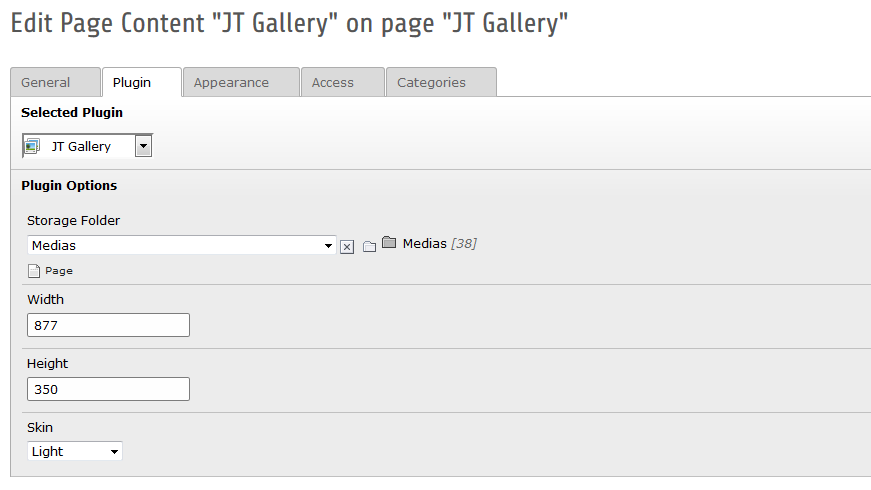 Edit Page Content "JT Gallery" on page "JT Gallery"
General Plugin Appearance Access Categories
Selected Plugin
JT Gallery
Plugin Options
Storage Folder
Medias Medias [38]
Page
Width
877
Height
350
Skin
Light